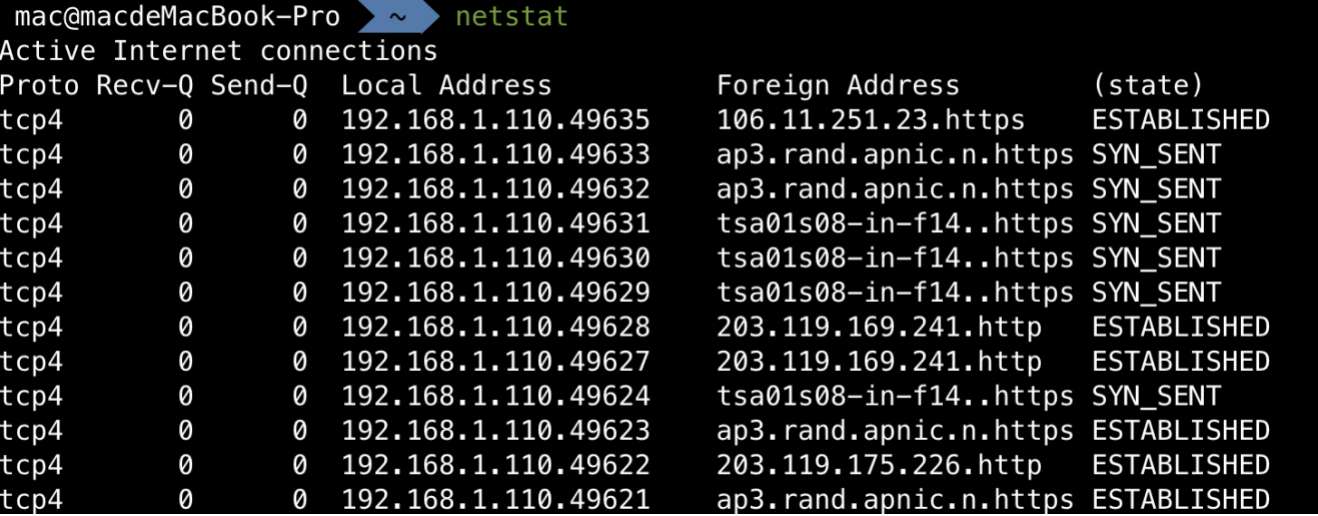 mac@macdeMacBook-Pro ~ netstat
Active Internet connections
Proto Recv-Q Send-Q Local Address Foreign Address (state)
tcp4 0 0 192.168.1.110.49635 106.11.251.23.https ESTABLISHED
tcp4 0 0 192.168.1.110.49633 ap3.rand.apnic.n.https SYN_SENT
tcp4 0 0 192.168.1.110.49632 ap3.rand.apnic.n.https SYN_SENT
tcp4 0 0 192.168.1.110.49631 tsa01s08-in-f14..https SYN_SENT
tcp4 0 0 192.168.1.110.49630 tsa01s08-in-f14..https SYN_SENT
tcp4 0 0 192.168.1.110.49629 tsa01s08-in-f14..https SYN_SENT
tcp4 0 0 192.168.1.110.49628 203.119.169.241.http ESTABLISHED
tcp4 0 0 192.168.1.110.49627 203.119.169.241.http ESTABLISHED
tcp4 0 0 192.168.1.110.49624 tsa01s08-in-f14..https SYN_SENT
tcp4 0 0 192.168.1.110.49623 ap3.rand.apnic.n.https ESTABLISHED
tcp4 0 0 192.168.1.110.49622 203.119.175.226.http ESTABLISHED
tcp4 0 0 192.168.1.110.49621 ap3.rand.apnic.n.https ESTABLISHED